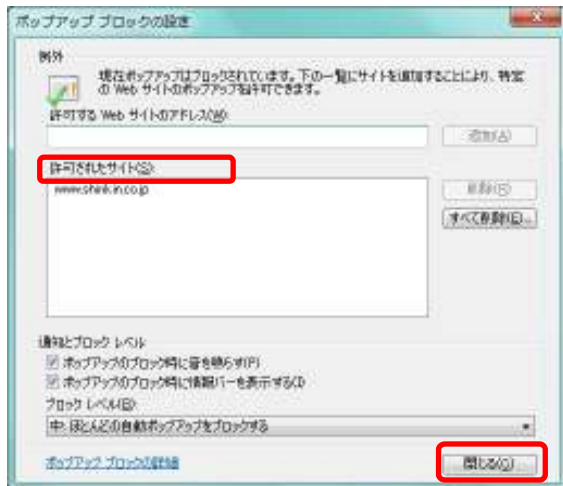 ポップアップ ブロックの設定
例外
現在ポップアップはブロックされています。下の一覧にサイトを追加することにより、特定
の Web サイトのポップアップを許可できます。
許可する Web サイトのアドレス(W):
追加(A)
許可されたサイト(S):
www.shinkin.co.jp
削除(R)
すべて削除(E)...
通知とブロック レベル
ポップアップのブロック時に音を鳴らす(P)
ポップアップのブロック時に情報バーを表示する(I)
ブロック レベル(B):
中: ほとんどの自動ポップアップをブロックする
ポップアップ ブロックの詳細
閉じる(C)